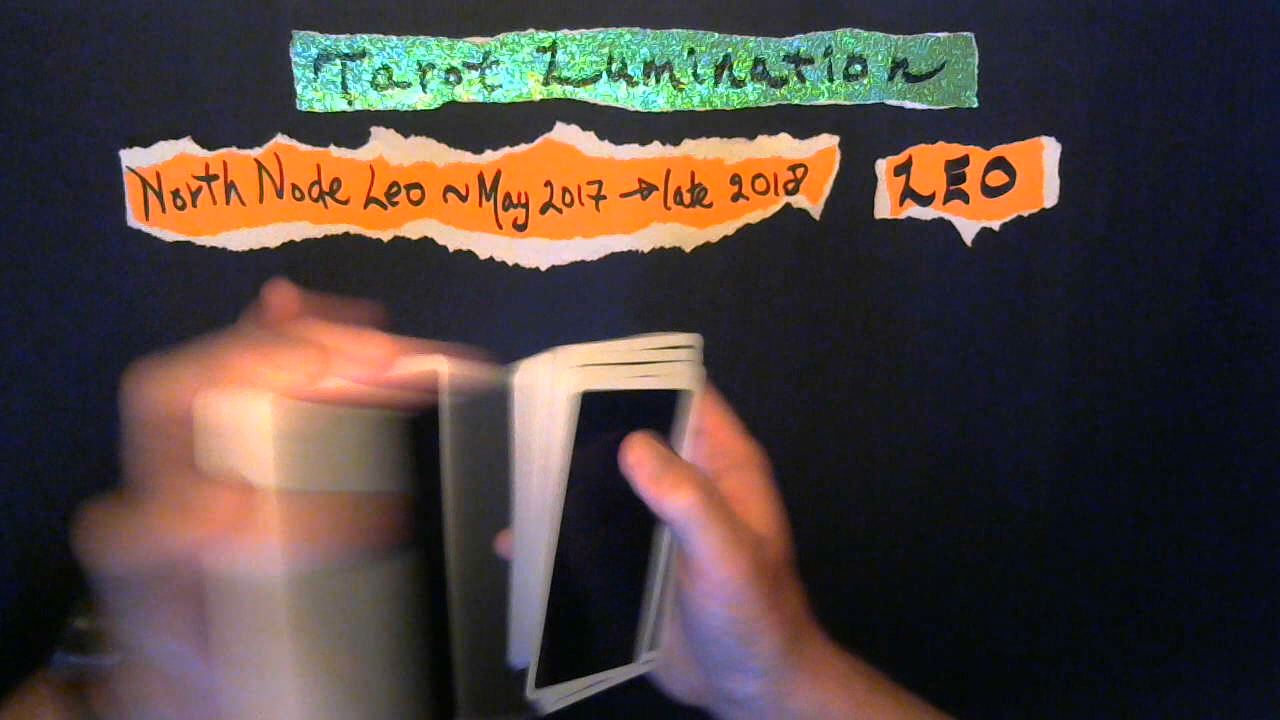 Tarot Lumination
North Node Leo ~ May 2017 → late 2018
LEO